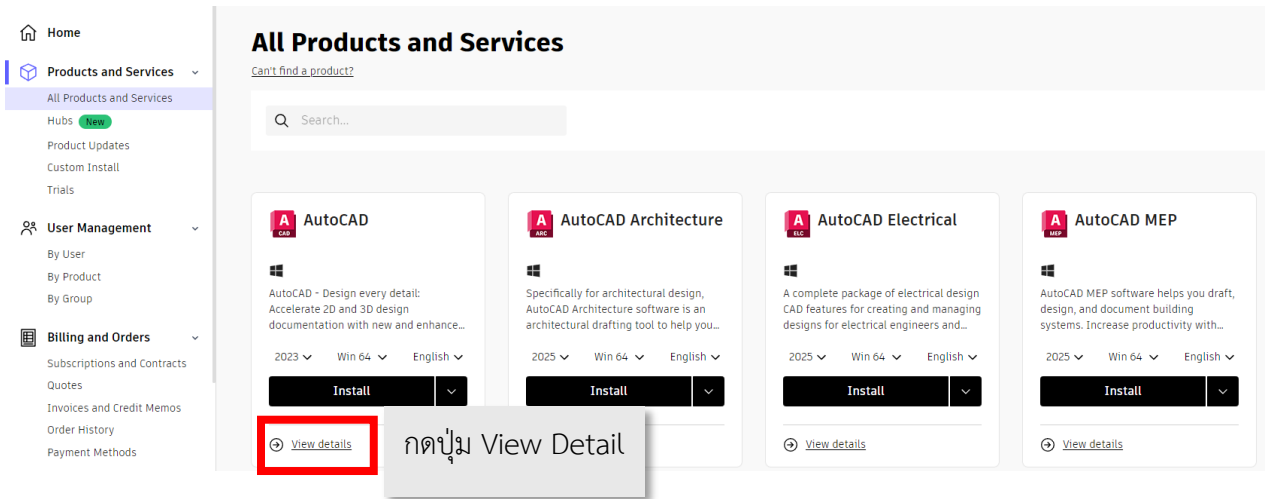 Home
Products and Services
All Products and Services
Hubs New
Product Updates
Custom Install
Trials
User Management
By User
By Product
By Group
Billing and Orders
Subscriptions and Contracts
Quotes
Invoices and Credit Memos
Order History
Payment Methods
All Products and Services
Can't find a product?
Search...
A CAD AutoCAD
AutoCAD - Design every detail:
Accelerate 2D and 3D design
documentation with new and enhance...
2023 Win 64 English
Install
View details
A ARC AutoCAD Architecture
Specifically for architectural design,
AutoCAD Architecture software is an
architectural drafting tool to help you...
2025 Win 64 English
Install
A ELC AutoCAD Electrical
A complete package of electrical design
CAD features for creating and managing
designs for electrical engineers and...
2025 Win 64 English
Install
View details
A MEP AutoCAD MEP
AutoCAD MEP software helps you draft,
design, and document building
systems. Increase productivity with...
2025 Win 64 English
Install
View details
กดปุ่ม View Detail